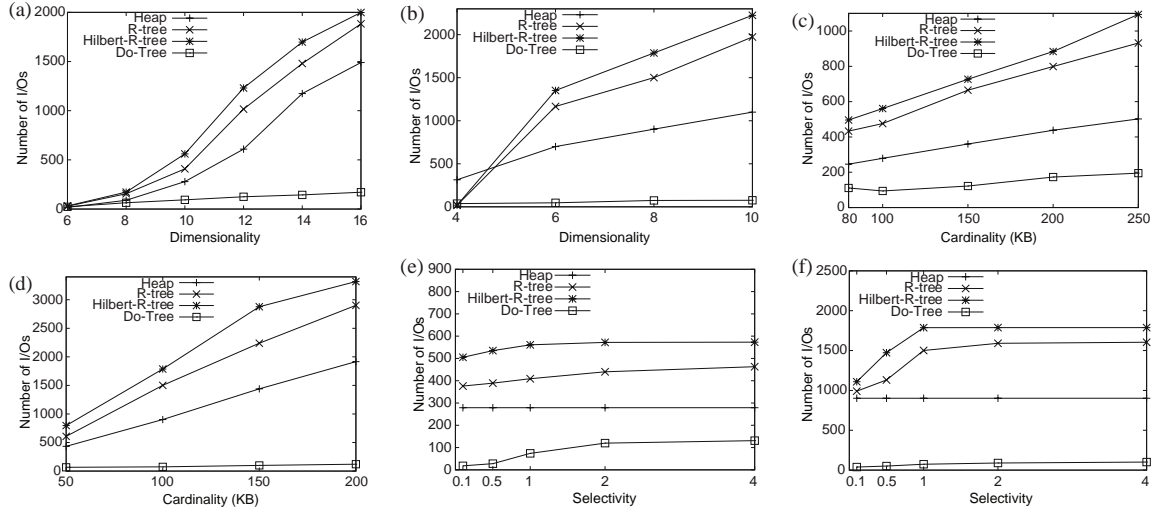 (a)
Heap
R-tree
Hilbert-R-tree
Do-Tree
Number of I/Os
2000
1500
1000
500
0
6 8 10 12 14 16
Dimensionality
(b)
Heap
R-tree
Hilbert-R-tree
Do-Tree
Number of I/Os
2000
1500
1000
500
0
4 6 8 10
Dimensionality
(c)
Heap
R-tree
Hilbert-R-tree
Do-Tree
Number of I/Os
1000
800
600
400
200
0
80 100 150 200 250
Cardinality (KB)
(d)
Heap
R-tree
Hilbert-R-tree
Do-Tree
Number of I/Os
3000
2500
2000
1500
1000
500
0
50 100 150 200
Cardinality (KB)
(e)
Heap
R-tree
Hilbert-R-tree
Do-Tree
Number of I/Os
900
800
700
600
500
400
300
200
100
0
0.1 0.5 1 2 4
Selectivity
(f)
Heap
R-tree
Hilbert-R-tree
Do-Tree
Number of I/Os
2500
2000
1500
1000
500
0
0.1 0.5 1 2 4
Selectivity